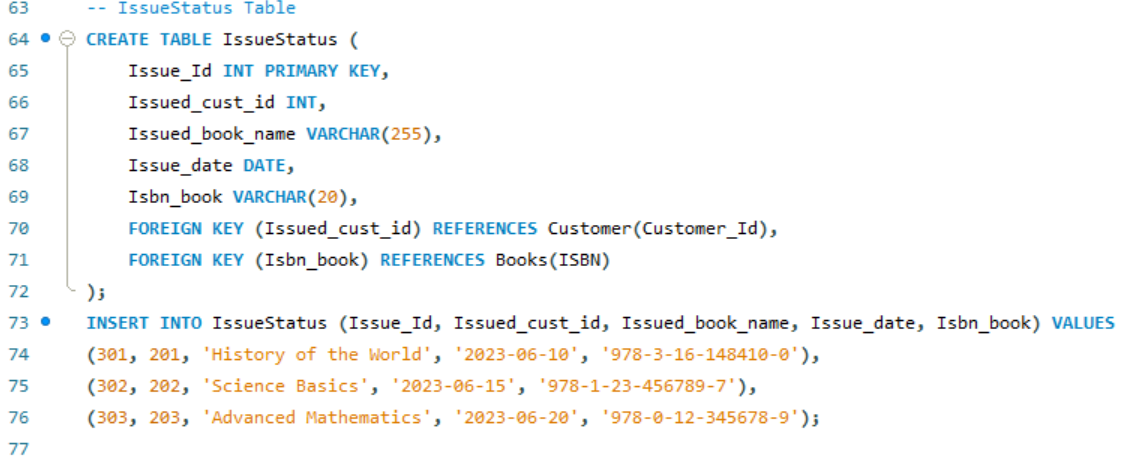 63 -- IssueStatus Table
64 CREATE TABLE IssueStatus (
65 Issue_Id INT PRIMARY KEY,
66 Issued_cust_id INT,
67 Issued_book_name VARCHAR(255),
68 Issue_date DATE,
69 Isbn_book VARCHAR(20),
70 FOREIGN KEY (Issued_cust_id) REFERENCES Customer(Customer_Id),
71 FOREIGN KEY (Isbn_book) REFERENCES Books(ISBN)
72 );
73 INSERT INTO IssueStatus (Issue_Id, Issued_cust_id, Issued_book_name, Issue_date, Isbn_book) VALUES
74 (301, 201, 'History of the World', '2023-06-10', '978-3-16-148410-0'),
75 (302, 202, 'Science Basics', '2023-06-15', '978-1-23-456789-7'),
76 (303, 203, 'Advanced Mathematics', '2023-06-20', '978-0-12-345678-9');
77